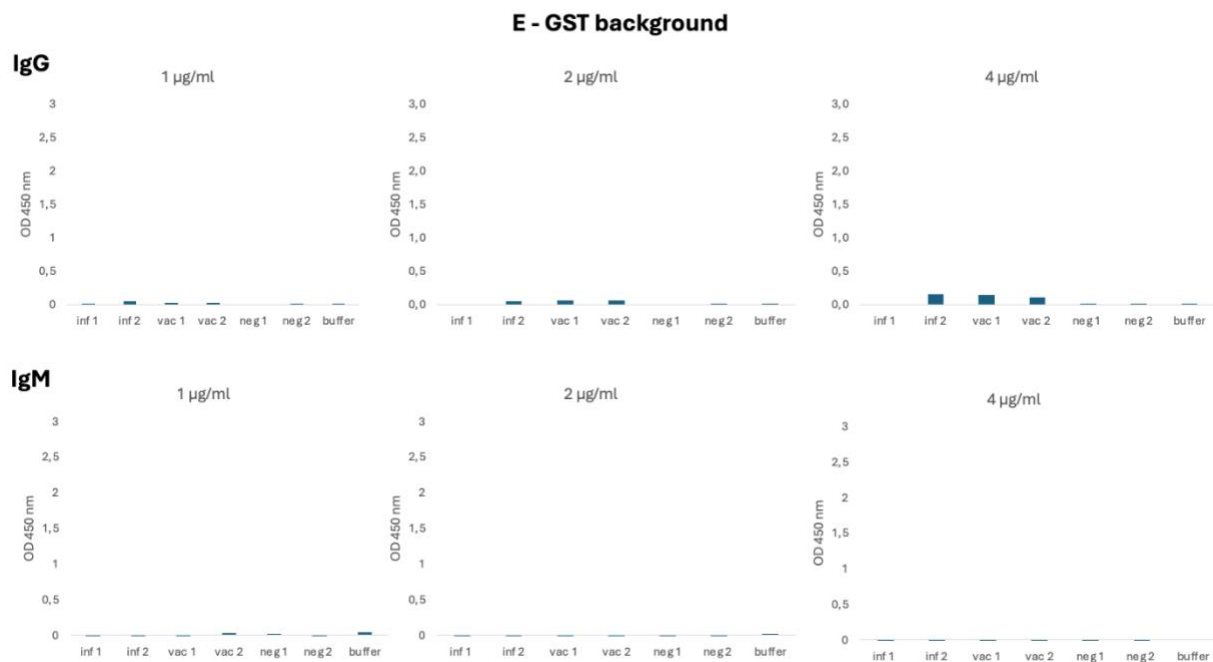 E - GST background
IgG
1 µg/ml
3
2,5
2
1,5
1
0,5
0
OD 450 nm
inf 1 inf 2 vac 1 vac 2 neg 1 neg 2 buffer
2 µg/ml
3,0
2,5
2,0
1,5
1,0
0,5
0,0
OD 450 nm
inf 1 inf 2 vac 1 vac 2 neg 1 neg 2 buffer
4 µg/ml
3,0
2,5
2,0
1,5
1,0
0,5
0,0
OD 450 nm
inf 1 inf 2 vac 1 vac 2 neg 1 neg 2 buffer
IgM
1 µg/ml
3
2,5
2
1,5
1
0,5
0
OD 450 nm
inf 1 inf 2 vac 1 vac 2 neg 1 neg 2 buffer
2 µg/ml
3
2,5
2
1,5
1
0,5
0
OD 450 nm
inf 1 inf 2 vac 1 vac 2 neg 1 neg 2 buffer
4 µg/ml
3
2,5
2
1,5
1
0,5
0
OD 450 nm
inf 1 inf 2 vac 1 vac 2 neg 1 neg 2 buffer